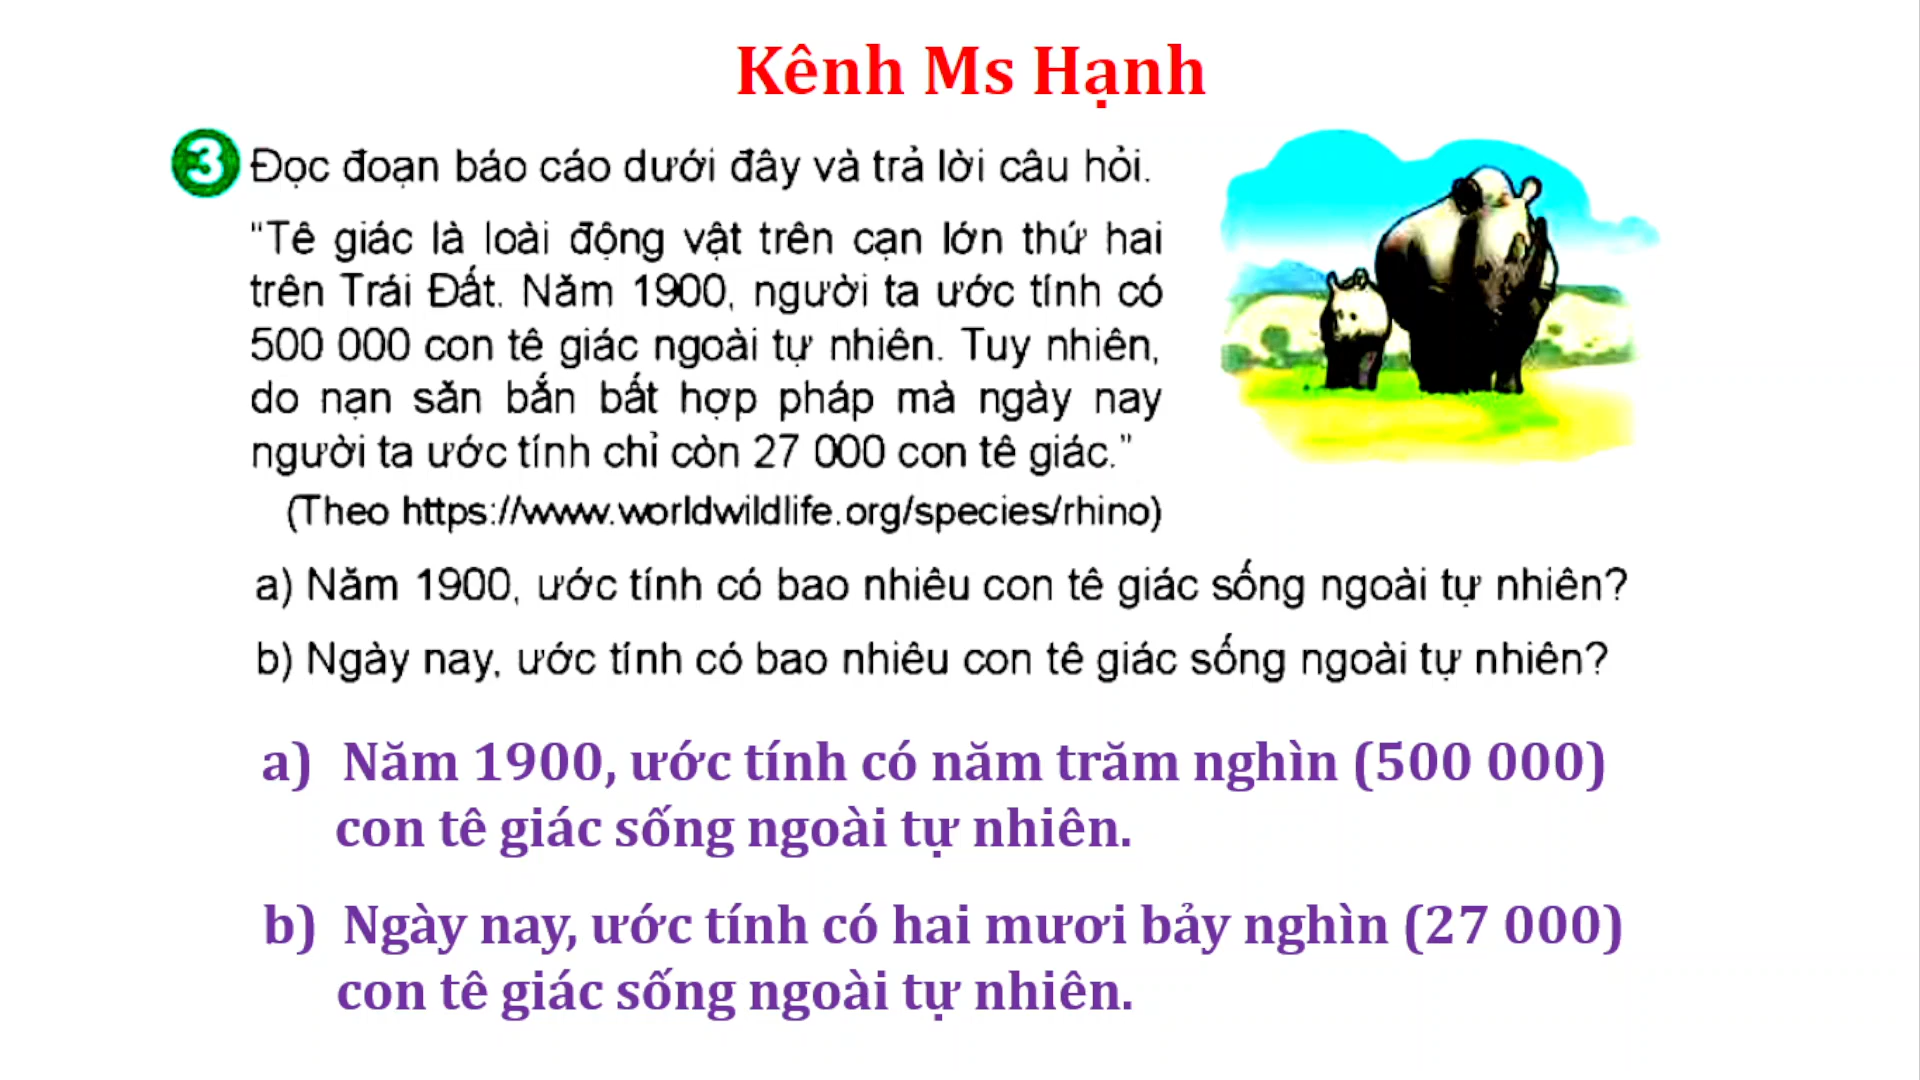 Kênh Ms Hạnh
3 Đọc đoạn báo cáo dưới đây và trả lời câu hỏi.
"Tê giác là loài động vật trên cạn lớn thứ hai
trên Trái Đất. Năm 1900, người ta ước tính có
500 000 con tê giác ngoài tự nhiên. Tuy nhiên,
do nạn săn bắn bất hợp pháp mà ngày nay
người ta ước tính chỉ còn 27 000 con tê giác."
(Theo https://www.worldwildlife.org/species/rhino)
a) Năm 1900, ước tính có bao nhiêu con tê giác sống ngoài tự nhiên?
b) Ngày nay, ước tính có bao nhiêu con tê giác sống ngoài tự nhiên?
a) Năm 1900, ước tính có năm trăm nghìn (500 000)
con tê giác sống ngoài tự nhiên.
b) Ngày nay, ước tính có hai mươi bảy nghìn (27 000)
con tê giác sống ngoài tự nhiên.